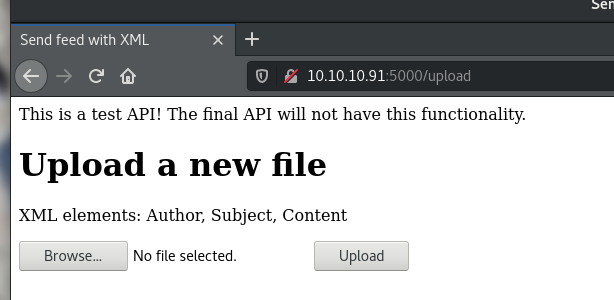 Sen
Send feed with XML
10.10.10.91:5000/upload
This is a test API! The final API will not have this functionality.
Upload a new file
XML elements: Author, Subject, Content
Browse... No file selected. Upload